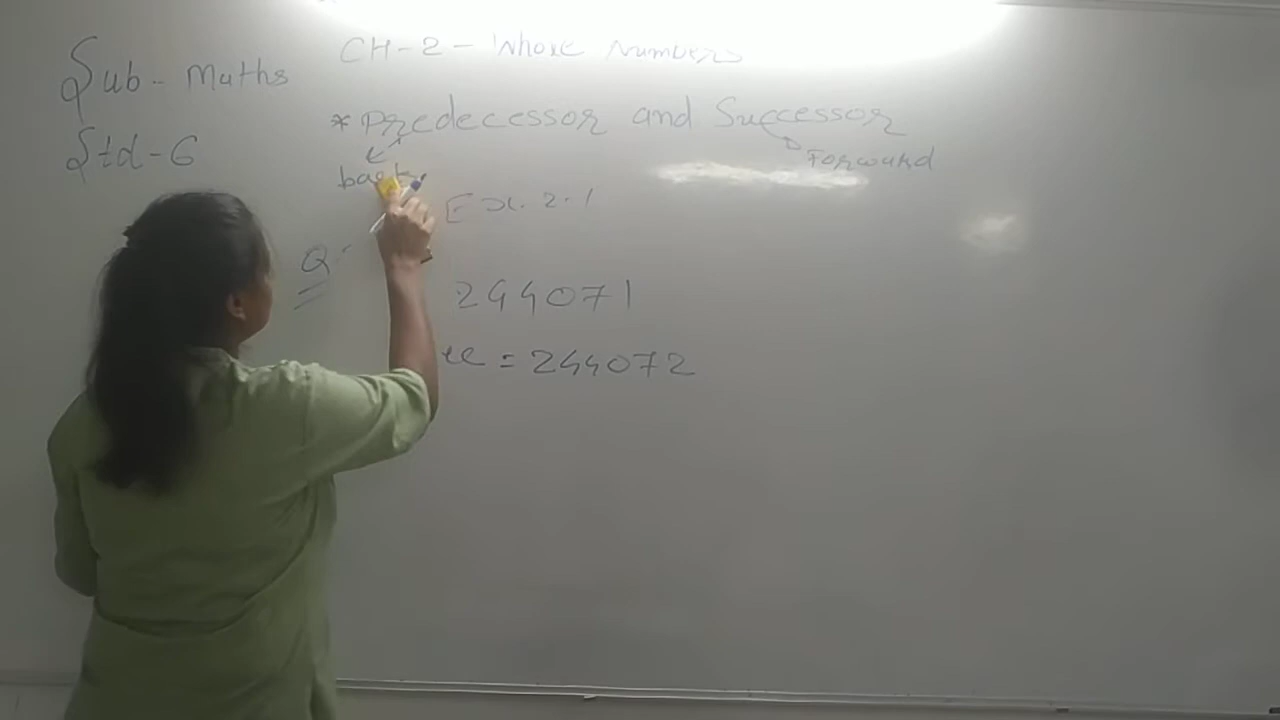 Sub - Maths
Std - 6
CH - 2 - Whole Numbers
* Predecessor and Successor
back
Forward
Ex. 2.1
Q
244071
= 244072